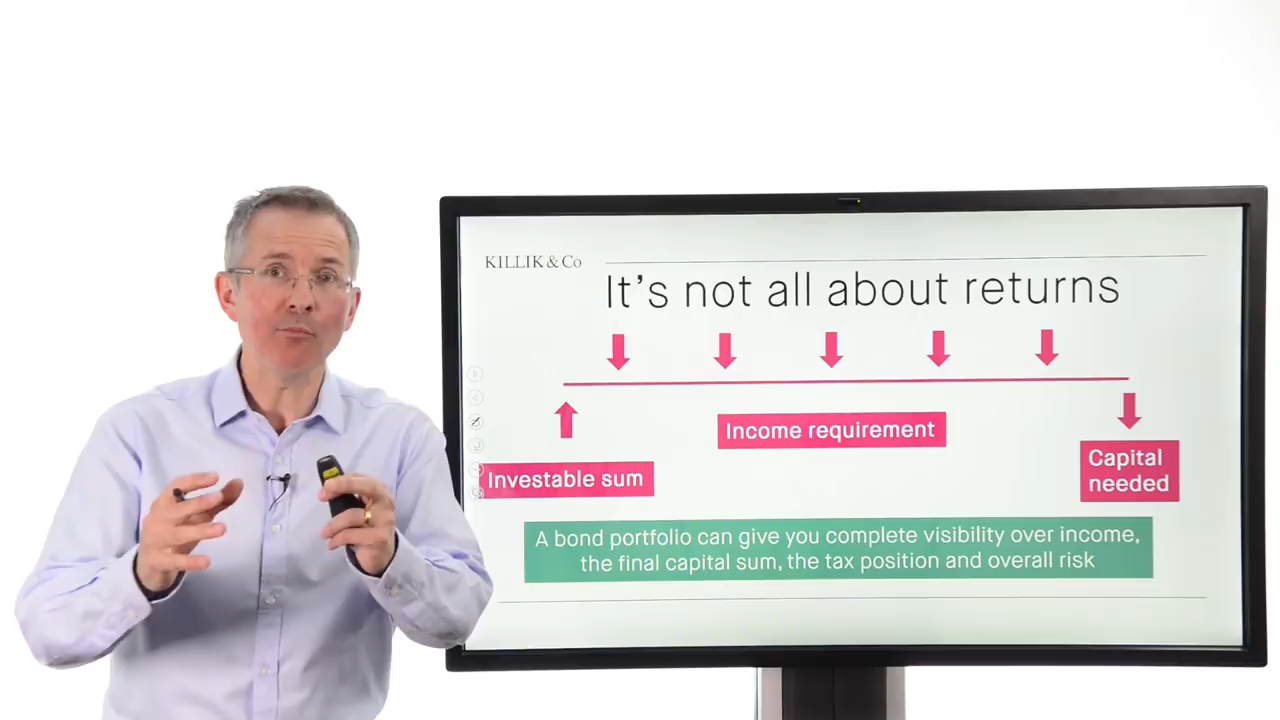 KILLIK & Co
It's not all about returns
Income requirement
Investable sum
Capital
needed
A bond portfolio can give you complete visibility over income,
the final capital sum, the tax position and overall risk